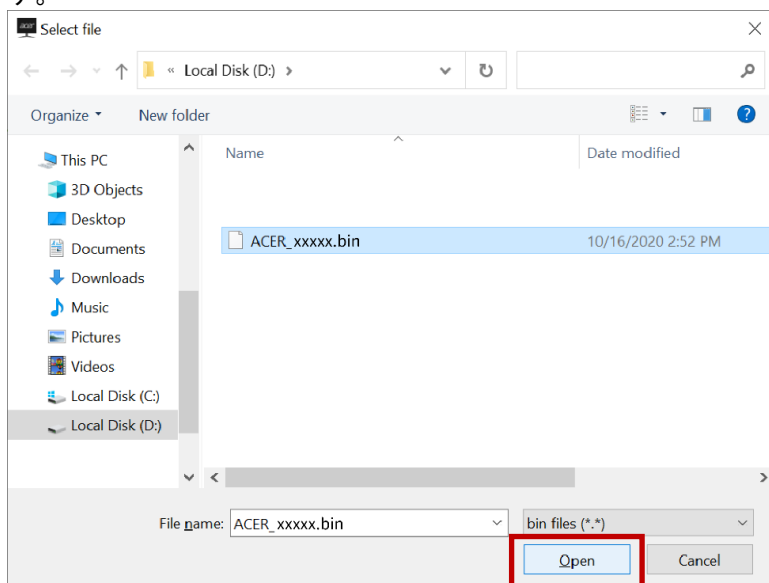 す。
acer Select file
« Local Disk (D:) >
Organize New folder
Name Date modified
This PC
3D Objects
Desktop
ACER_xxxxx.bin 10/16/2020 2:52 PM
Documents
Downloads
Music
Pictures
Videos
Local Disk (C:)
Local Disk (D:)
File name: ACER_xxxxx.bin bin files (*.*)
Open Cancel